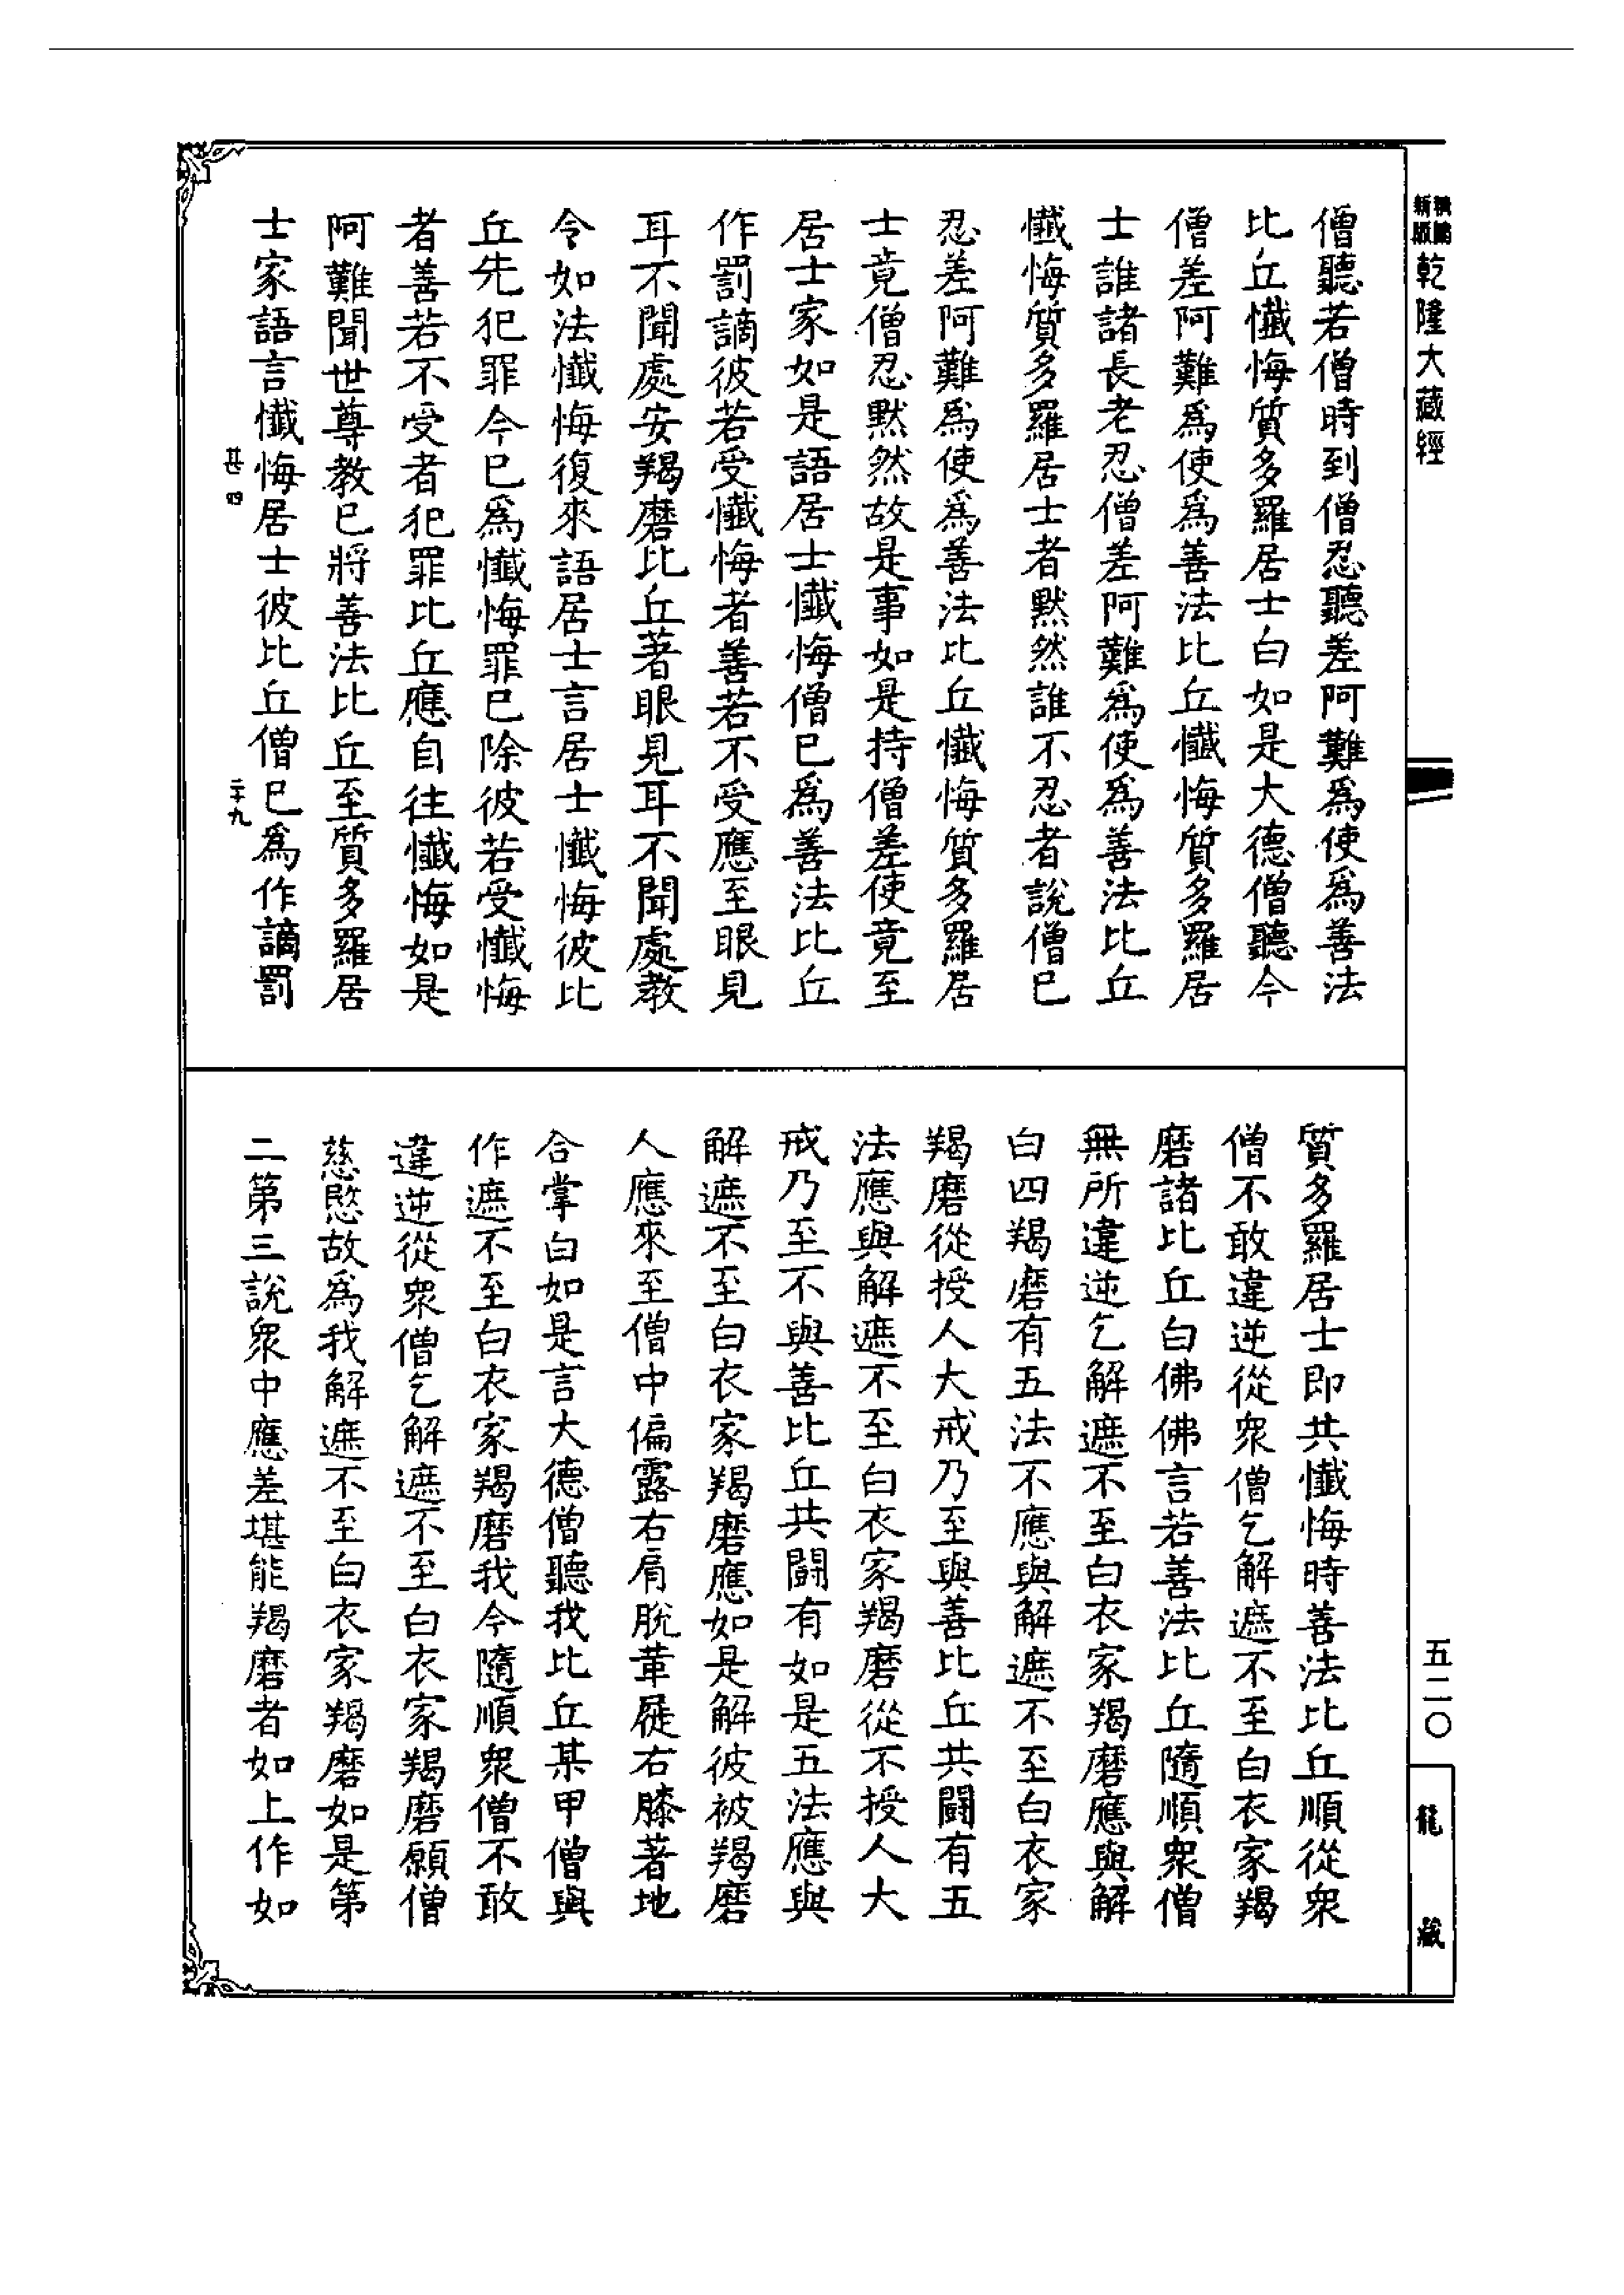 新版精縮乾隆大藏經
僧聽若僧時到僧忍聽差阿難爲使爲善法
比丘懺悔質多羅居士白如是大德僧聽今
僧差阿難爲使爲善法比丘懺悔質多羅居
士誰諸長老忍僧差阿難爲使爲善法比丘
懺悔質多羅居士者默然誰不忍者說僧已
忍差阿難爲使爲善法比丘懺悔質多羅居
士竟僧忍默然故是事如是持僧差使竟至
居士家如是語居士懺悔僧已爲善法比丘
作罰謫彼若受懺悔者善若不受應至眼見
耳不聞處安羯磨比丘著眼見耳不聞處教
令如法懺悔復來語居士言居士懺悔彼比
丘先犯罪今已爲懺悔罪已除彼若受懺悔
者善若不受者犯罪比丘應自往懺悔如是
阿難聞世尊教已將善法比丘至質多羅居
士家語言懺悔居士彼比丘僧已爲作謫罰
甚四
二十九
質多羅居士即共懺悔時善法比丘順從衆
僧不敢違逆從衆僧乞解遮不至白衣家羯
磨諸比丘白佛佛言若善法比丘隨順衆僧
無所違逆乞解遮不至白衣家羯磨應與解
白四羯磨有五法不應與解遮不至白衣家
羯磨從授人大戒乃至與善比丘共鬪有五
法應與解遮不至白衣家羯磨從不授人大
戒乃至不與善比丘共鬪有如是五法應與
解遮不至白衣家羯磨應如是解彼被羯磨
人應來至僧中偏露右肩脫革屣右膝著地
合掌白如是言大德僧聽我比丘某甲僧與
作遮不至白衣家羯磨我今隨順衆僧不敢
違逆從衆僧乞解遮不至白衣家羯磨願僧
慈愍故爲我解遮不至白衣家羯磨如是第
二第三說衆中應差堪能羯磨者如上作如
五二〇
龍藏